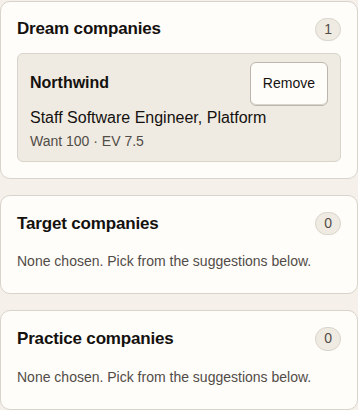 Dream companies
1
Northwind
Remove
Staff Software Engineer, Platform
Want 100 · EV 7.5
Target companies
0
None chosen. Pick from the suggestions below.
Practice companies
0
None chosen. Pick from the suggestions below.